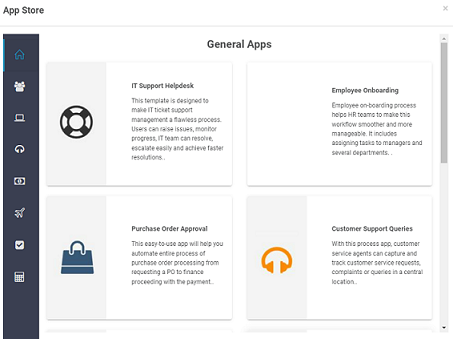 App Store
×
General Apps
IT Support Helpdesk
This template is designed to
make IT ticket support
management a flawless process.
Users can raise issues, monitor
progress, IT team can resolve,
escalate easily and achieve faster
resolutions..
Employee Onboarding
Employee on-boarding process
helps HR teams to make this
workflow smoother and more
manageable. It includes
assigning tasks to managers and
several departments..
Purchase Order Approval
This easy-to-use app will help you
automate entire process of
purchase order processing from
requesting a PO to finance
proceeding with the payment..
Customer Support Queries
With this process app, customer
service agents can capture and
track customer service requests,
complaints or queries in a central
location..